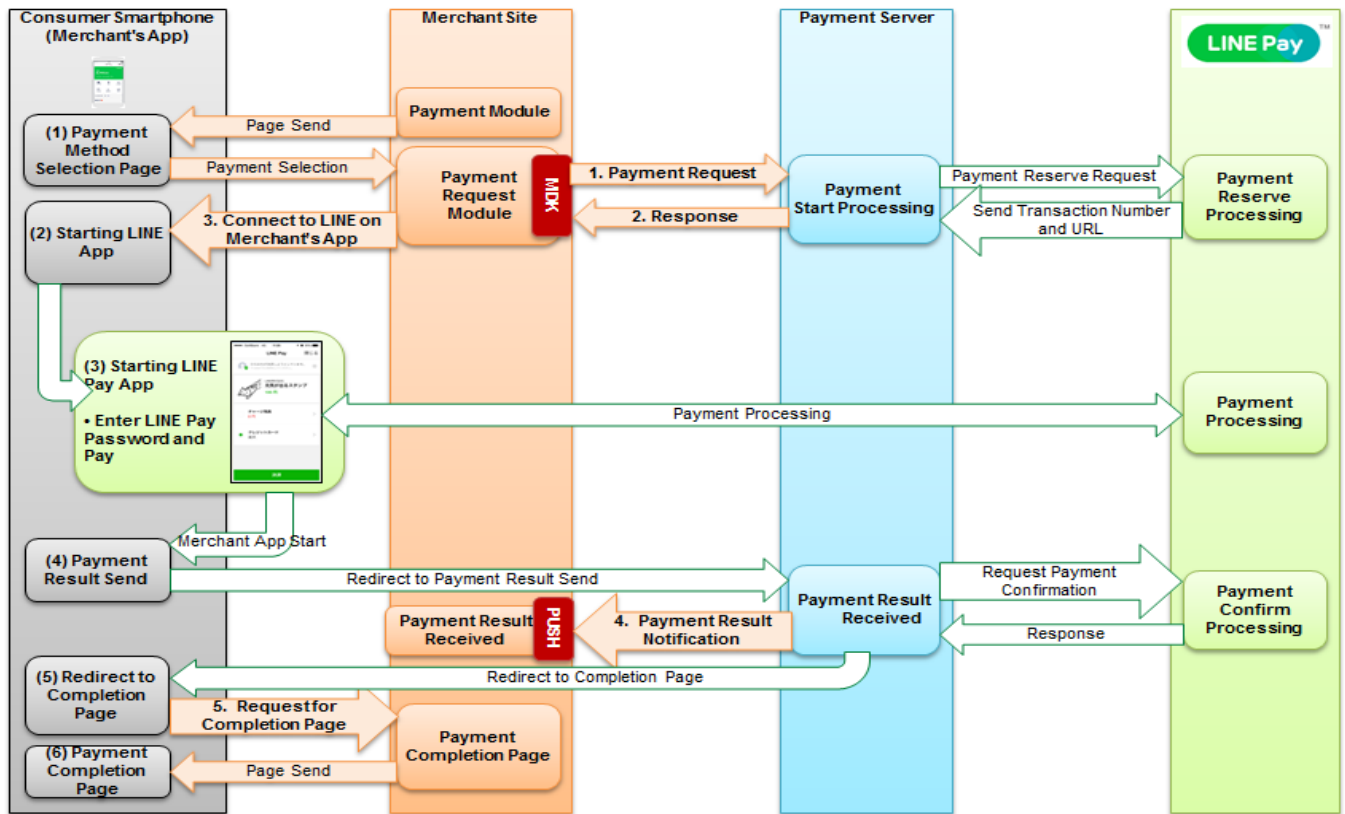 Consumer Smartphone
(Merchant's App)
Merchant Site
Payment Server
LINE Pay
TM
Payment Module
(1) Payment
Method
Selection Page
Page Send
Payment Selection
Payment
Request
Module
MDK
1. Payment Request
2. Response
Payment
Start Processing
Payment Reserve Request
Send Transaction Number
and URL
Payment
Reserve
Processing
3. Connect to LINE on
Merchant's App
(2) Starting LINE
App
(3) Starting LINE
Pay App
• Enter LINE Pay
Password and
Pay
LINE Pay
Payment Processing
Payment
Processing
Merchant App Start
(4) Payment
Result Send
Redirect to Payment Result Send
Payment Result
Received
Request Payment
Confirmation
Response
Payment
Confirm
Processing
Payment Result
Received
PUSH
4. Payment Result
Notification
(5) Redirect to
Completion
Page
Redirect to Completion Page
5. Request for
Completion Page
Payment
Completion Page
(6) Payment
Completion
Page
Page Send